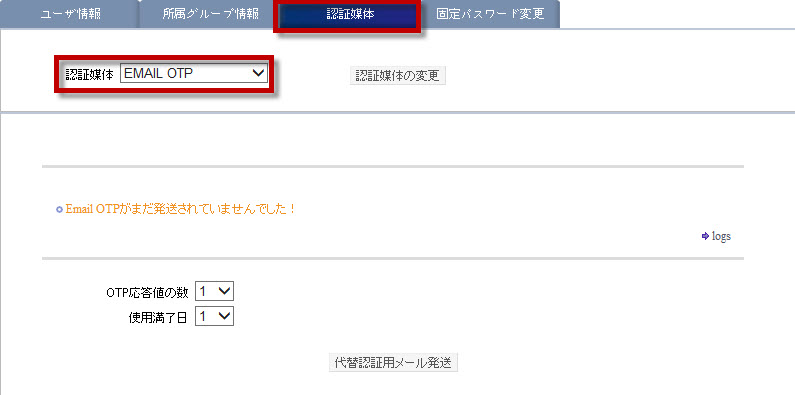 ユーザ情報 所属グループ情報 認証媒体 固定パスワード変更
認証媒体 EMAIL OTP 認証媒体の変更
Email OTPがまだ発送されていませんでした！
logs
OTP応答値の数 1
使用満了日 1
代替認証用メール発送